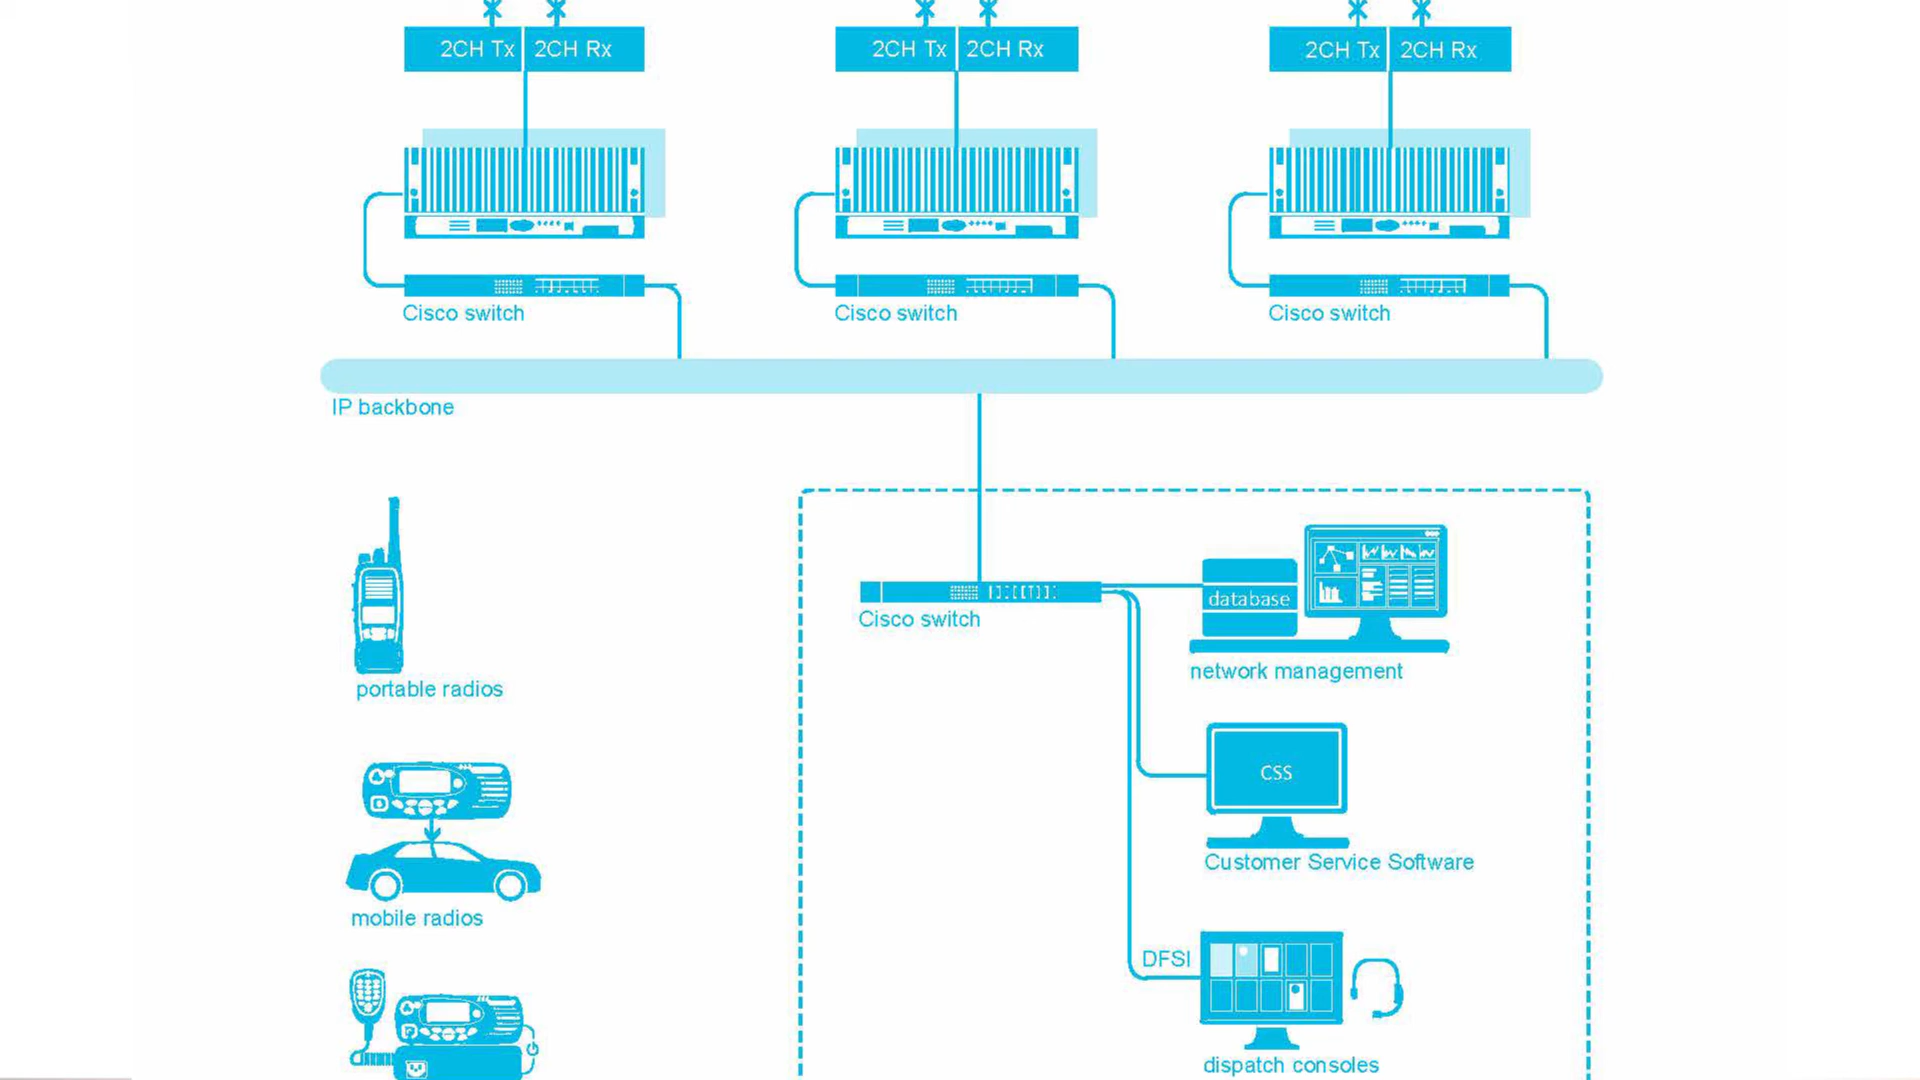 2CH Tx 2CH Rx
2CH Tx 2CH Rx
2CH Tx 2CH Rx
Cisco switch
Cisco switch
Cisco switch
IP backbone
portable radios
mobile radios
Cisco switch
database
network management
CSS
Customer Service Software
DFSI
dispatch consoles